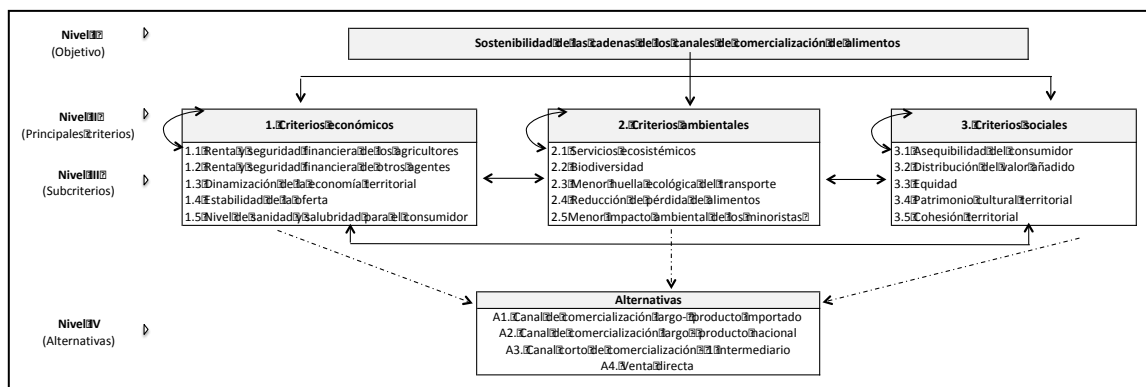 Nivel I
(Objetivo)
Sostenibilidad de las cadenas de los canales de comercialización de alimentos
Nivel II
(Principales criterios)
1. Criterios económicos
2. Criterios ambientales
3. Criterios sociales
Nivel III
(Subcriterios)
1.1 Renta y seguridad financiera de los agricultores
1.2 Renta y seguridad financiera de otros agentes
1.3 Dinamización de la economía territorial
1.4 Estabilidad de la oferta
1.5 Nivel de sanidad y salubridad para el consumidor
2.1 Servicios ecosistémicos
2.2 Biodiversidad
2.3 Menor huella ecológica del transporte
2.4 Reducción de pérdida de alimentos
2.5 Menor impacto ambiental de los minoristas
3.1 Asequibilidad del consumidor
3.2 Distribución del valor añadido
3.3 Equidad
3.4 Patrimonio cultural territorial
3.5 Cohesión territorial
Nivel IV
(Alternativas)
Alternativas
A1. Canal de comercialización largo- producto importado
A2. Canal de comercialización largo - producto nacional
A3. Canal corto de comercialización - 1 intermediario
A4. Venta directa